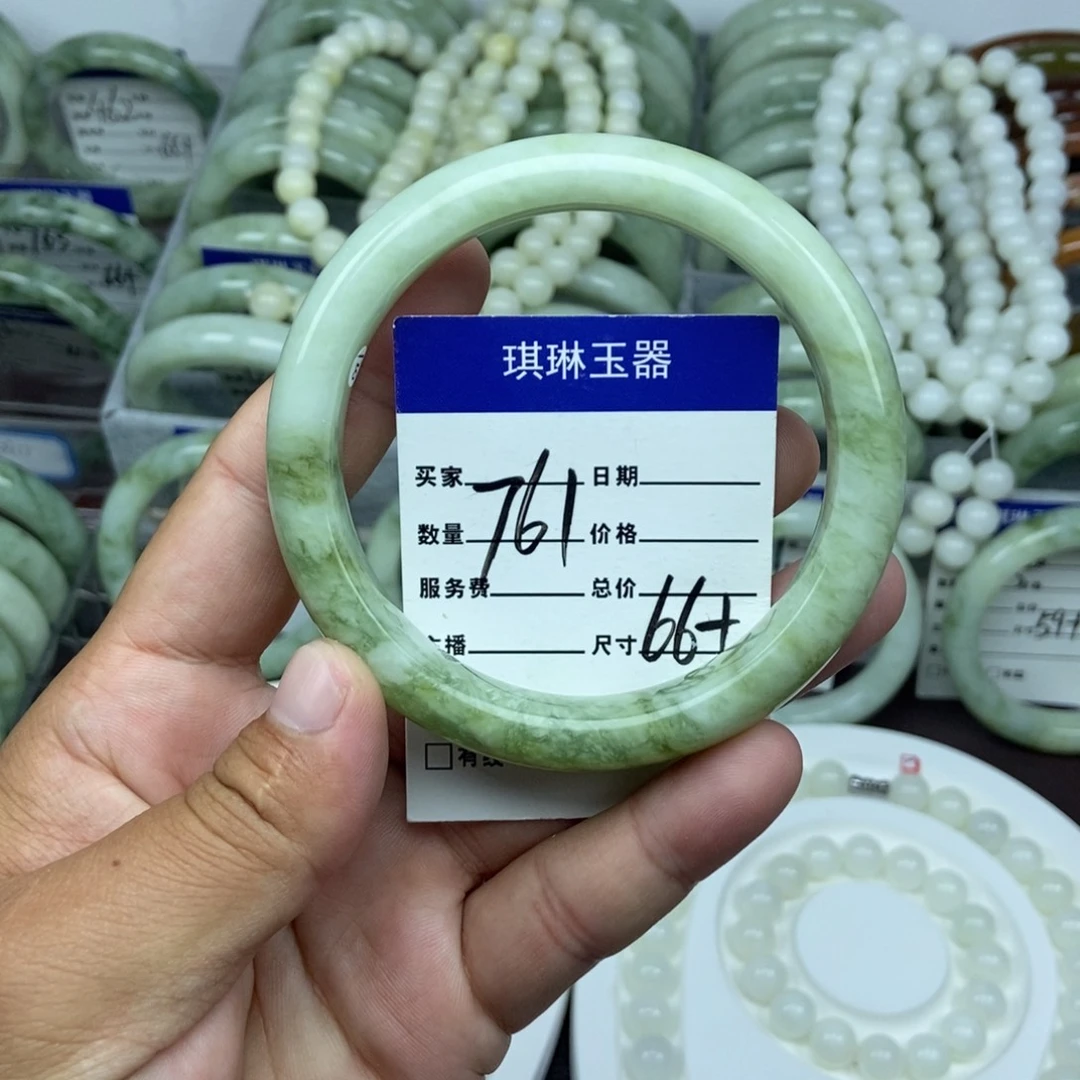 琪琳玉器
买家 761 日期
数量 价格
服务费 总价
播 尺寸 66+
有
59+